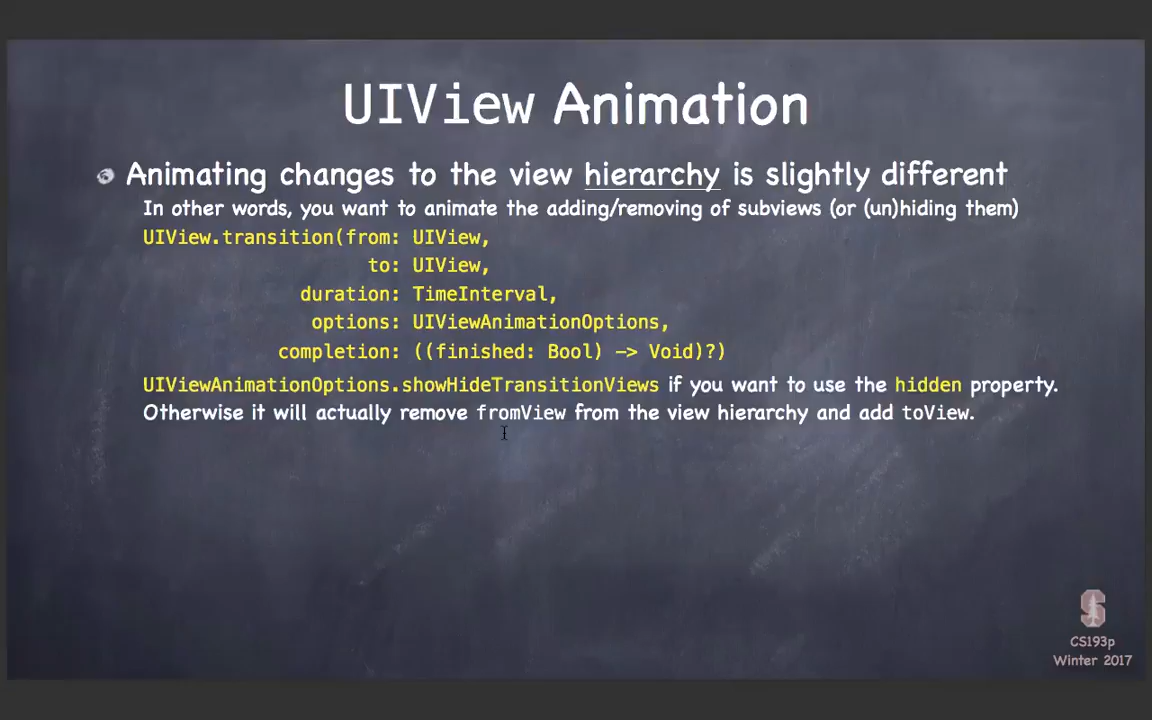 UIView Animation
Animating changes to the view hierarchy is slightly different
In other words, you want to animate the adding/removing of subviews (or (un)hiding them)
UIView.transition(from: UIView,
to: UIView,
duration: TimeInterval,
options: UIViewAnimationOptions,
completion: ((finished: Bool) -> Void)?)
UIViewAnimationOptions.showHideTransitionViews if you want to use the hidden property.
Otherwise it will actually remove fromView from the view hierarchy and add toView.
S
CS193p
Winter 2017